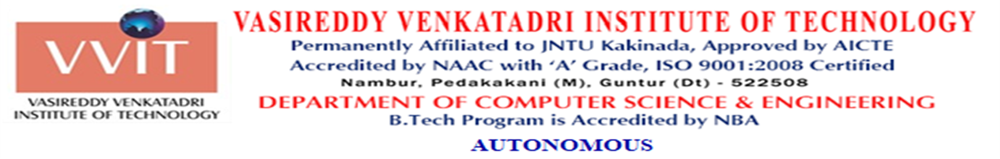 VVIT
VASIREDDY VENKATADRI
INSTITUTE OF TECHNOLOGY
VASIREDDY VENKATADRI INSTITUTE OF TECHNOLOGY
Permanently Affiliated to JNTU Kakinada, Approved by AICTE
Accredited by NAAC with ‘A’ Grade, ISO 9001:2008 Certified
Nambur, Pedakakani (M), Guntur (Dt) - 522508
DEPARTMENT OF COMPUTER SCIENCE & ENGINEERING
B.Tech Program is Accredited by NBA
AUTONOMOUS